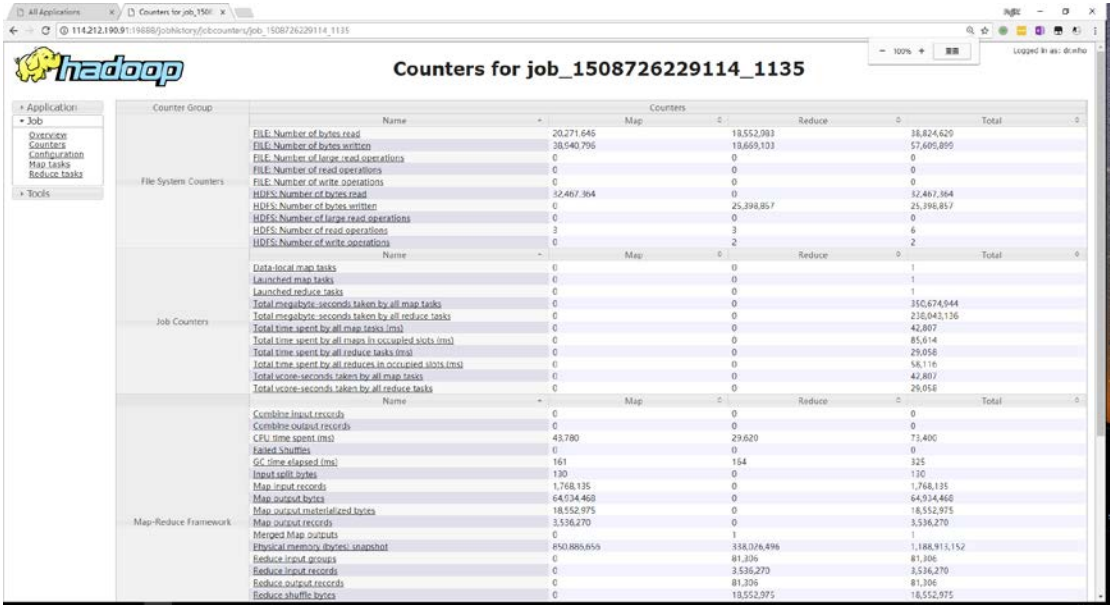 All Applications
Counters for job_150
114.212.190.91:19888/jobhistory/jobcounters/job_1508726229114_1135
- 100% +
Logged in as: dr.who
hadoop
Counters for job_1508726229114_1135
Application
Job
Overview
Counters
Configuration
Map tasks
Reduce tasks
Tools
Counter Group Counters
File System Counters
Name Map Reduce Total
FILE: Number of bytes read 20,271,646 18,552,983 38,824,629
FILE: Number of bytes written 38,940,796 18,669,103 57,609,899
FILE: Number of large read operations 0 0 0
FILE: Number of read operations 0 0 0
FILE: Number of write operations 0 0 0
HDFS: Number of bytes read 32,467,364 0 32,467,364
HDFS: Number of bytes written 0 25,398,857 25,398,857
HDFS: Number of large read operations 0 0 0
HDFS: Number of read operations 3 3 6
HDFS: Number of write operations 0 2 2
Job Counters
Name Map Reduce Total
Data-local map tasks 0 0 1
Launched map tasks 0 0 1
Launched reduce tasks 0 0 1
Total megabyte-seconds taken by all map tasks 0 0 350,674,944
Total megabyte-seconds taken by all reduce tasks 0 0 238,043,136
Total time spent by all map tasks (ms) 0 0 42,807
Total time spent by all maps in occupied slots (ms) 0 0 85,614
Total time spent by all reduce tasks (ms) 0 0 29,058
Total time spent by all reduces in occupied slots (ms) 0 0 58,116
Total vcore-seconds taken by all map tasks 0 0 42,807
Total vcore-seconds taken by all reduce tasks 0 0 29,058
Map-Reduce Framework
Name Map Reduce Total
Combine input records 0 0 0
Combine output records 0 0 0
CPU time spent (ms) 43,780 29,620 73,400
Failed Shuffles 0 0 0
GC time elapsed (ms) 161 164 325
Input split bytes 130 0 130
Map input records 1,768,135 0 1,768,135
Map output bytes 64,934,468 0 64,934,468
Map output materialized bytes 18,552,975 0 18,552,975
Map output records 3,536,270 0 3,536,270
Merged Map outputs 0 1 1
Physical memory (bytes) snapshot 850,886,656 338,026,496 1,188,913,152
Reduce input groups 0 81,306 81,306
Reduce input records 0 3,536,270 3,536,270
Reduce output records 0 81,306 81,306
Reduce shuffle bytes 0 18,552,975 18,552,975